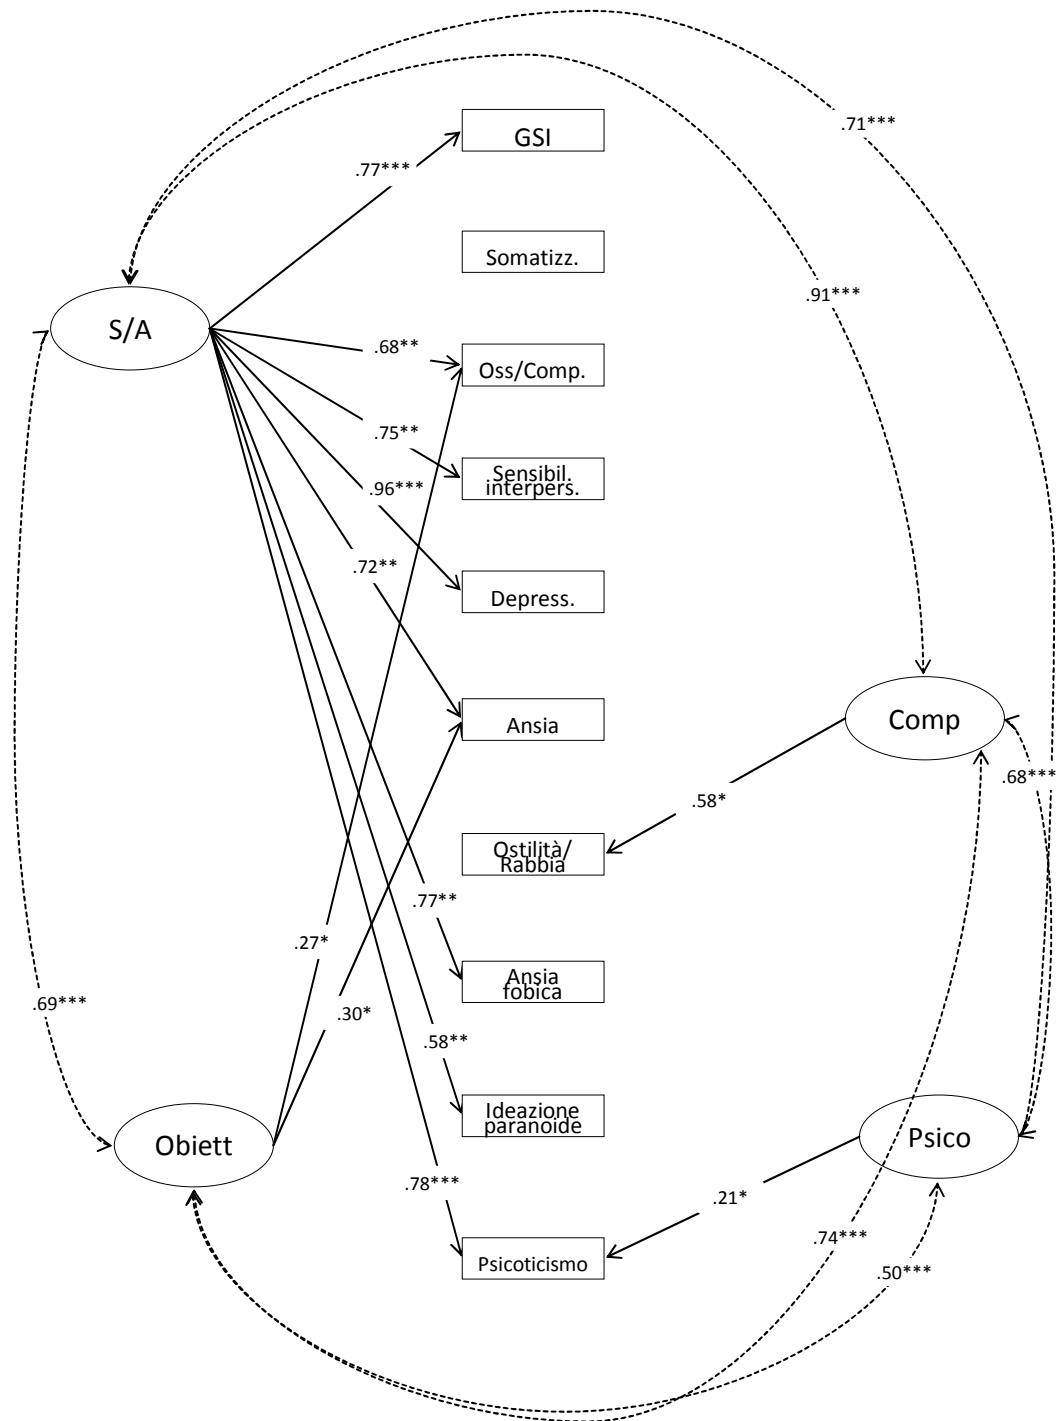 .71***
GSI
.77***
Somatizz.
.91***
S/A
.68**
Oss/Comp.
.75**
Sensibil.
interpers.
.96***
.72**
Depress.
Ansia
Comp
.68***
.58*
Ostilità/
Rabbia
.77**
.27*
Ansia
fobica
.69***
.30*
.58**
Ideazione
paranoide
Obiett
Psico
.78***
.21*
.74***
Psicoticismo
.50***